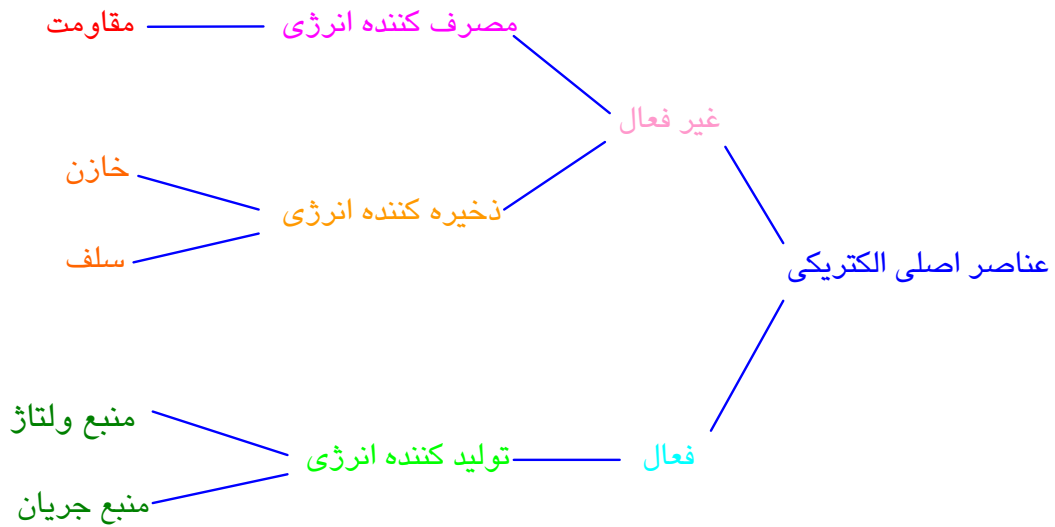 مقاومت
مصرف کننده انرژی
غیر فعال
خازن
ذخیره کننده انرژی
سلف
عناصر اصلی الکتریکی
منبع ولتاژ
تولید کننده انرژی
فعال
منبع جریان